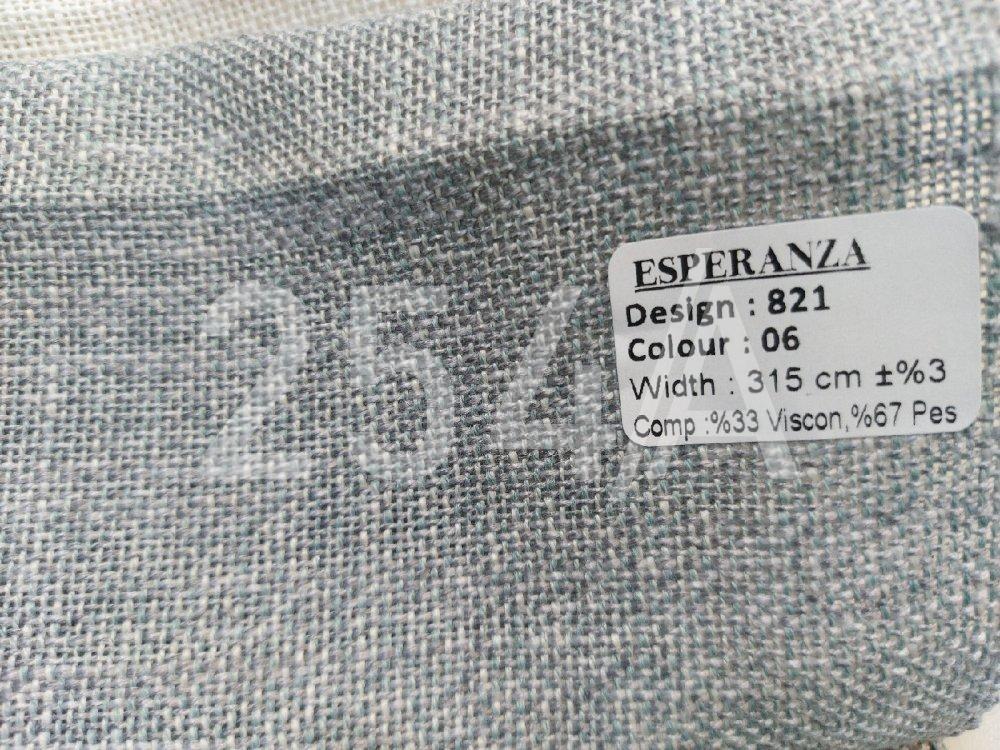 ESPERANZA
Design : 821
Colour : 06
Width : 315 cm ±%3
Comp :%33 Viscon,%67 Pes
254A